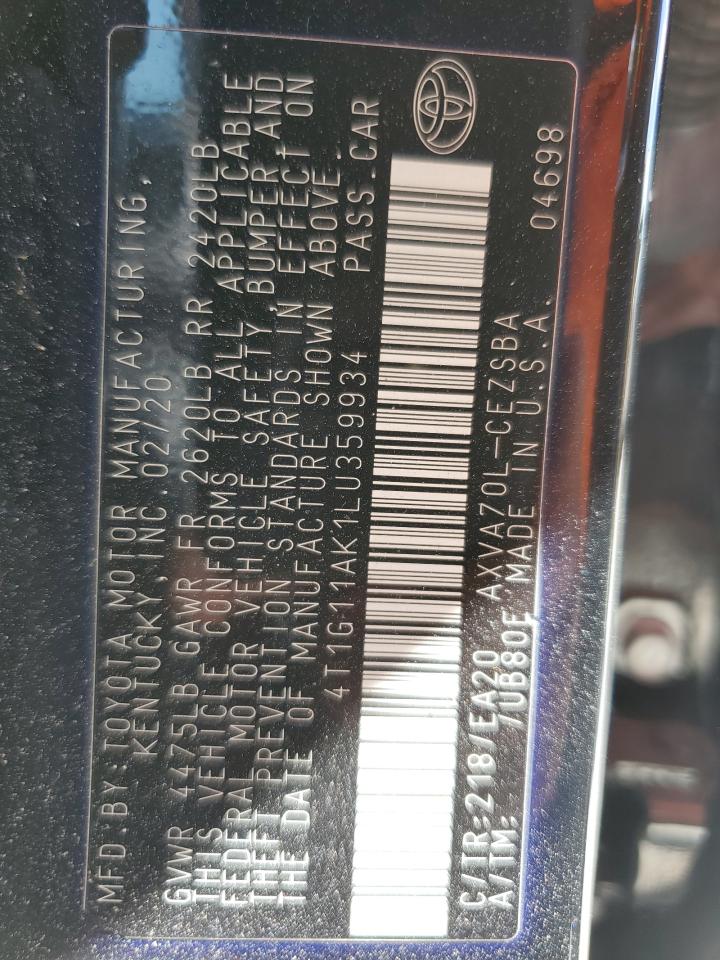 MFD.BY:TOYOTA MOTOR MANUFACTURING,
KENTUCKY,INC.02/20
GVWR 4475LB GAWR FR 2620LB RR 2420LB
THIS VEHICLE CONFORMS TO ALL APPLICABLE
FEDERAL MOTOR VEHICLE SAFETY,BUMPER,AND
THEFT PREVENTION STANDARDS IN EFFECT ON
THE DATE OF MANUFACTURE SHOWN ABOVE.
4T1G11AK1LU359934 PASS.CAR
C/TR:218/EA20 AXVA70L-CEZSBA
A/TM: /UB80E MADE IN U.S.A. 04698